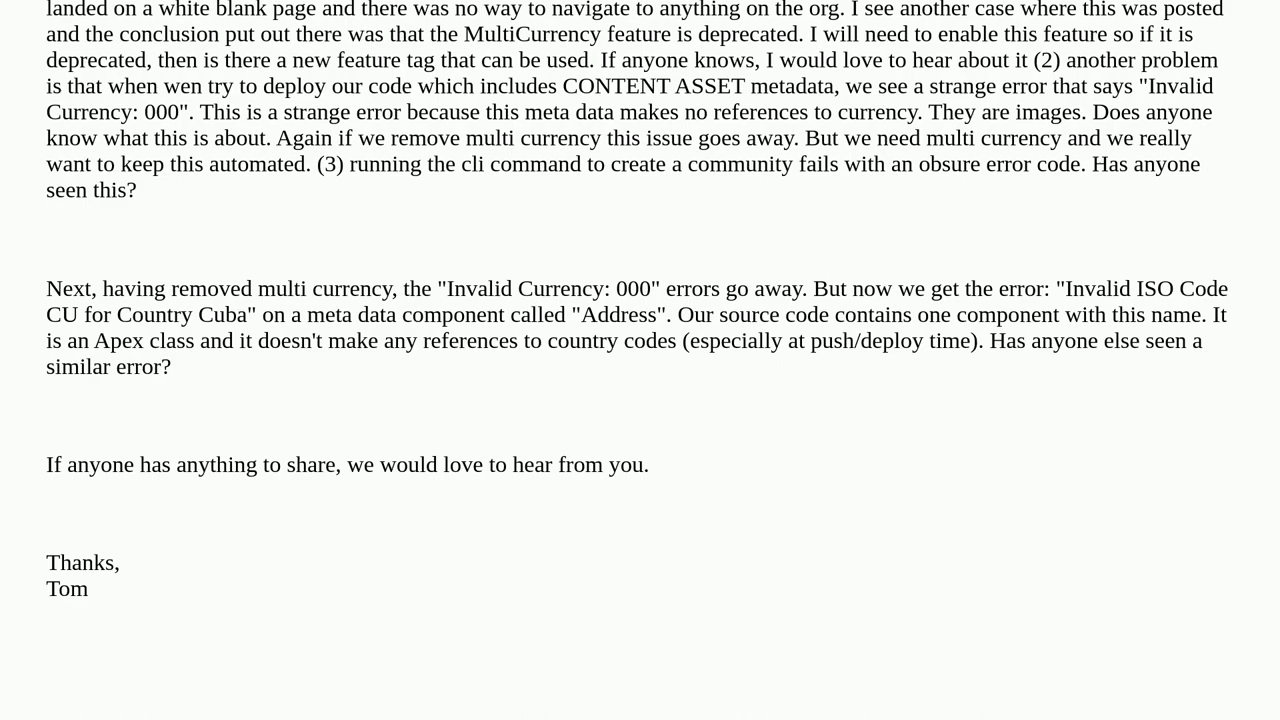 landed on a white blank page and there was no way to navigate to anything on the org. I see another case where this was posted
and the conclusion put out there was that the MultiCurrency feature is deprecated. I will need to enable this feature so if it is
deprecated, then is there a new feature tag that can be used. If anyone knows, I would love to hear about it (2) another problem
is that when wen try to deploy our code which includes CONTENT ASSET metadata, we see a strange error that says "Invalid
Currency: 000". This is a strange error because this meta data makes no references to currency. They are images. Does anyone
know what this is about. Again if we remove multi currency this issue goes away. But we need multi currency and we really
want to keep this automated. (3) running the cli command to create a community fails with an obsure error code. Has anyone
seen this?
Next, having removed multi currency, the "Invalid Currency: 000" errors go away. But now we get the error: "Invalid ISO Code
CU for Country Cuba" on a meta data component called "Address". Our source code contains one component with this name. It
is an Apex class and it doesn't make any references to country codes (especially at push/deploy time). Has anyone else seen a
similar error?
If anyone has anything to share, we would love to hear from you.
Thanks,
Tom